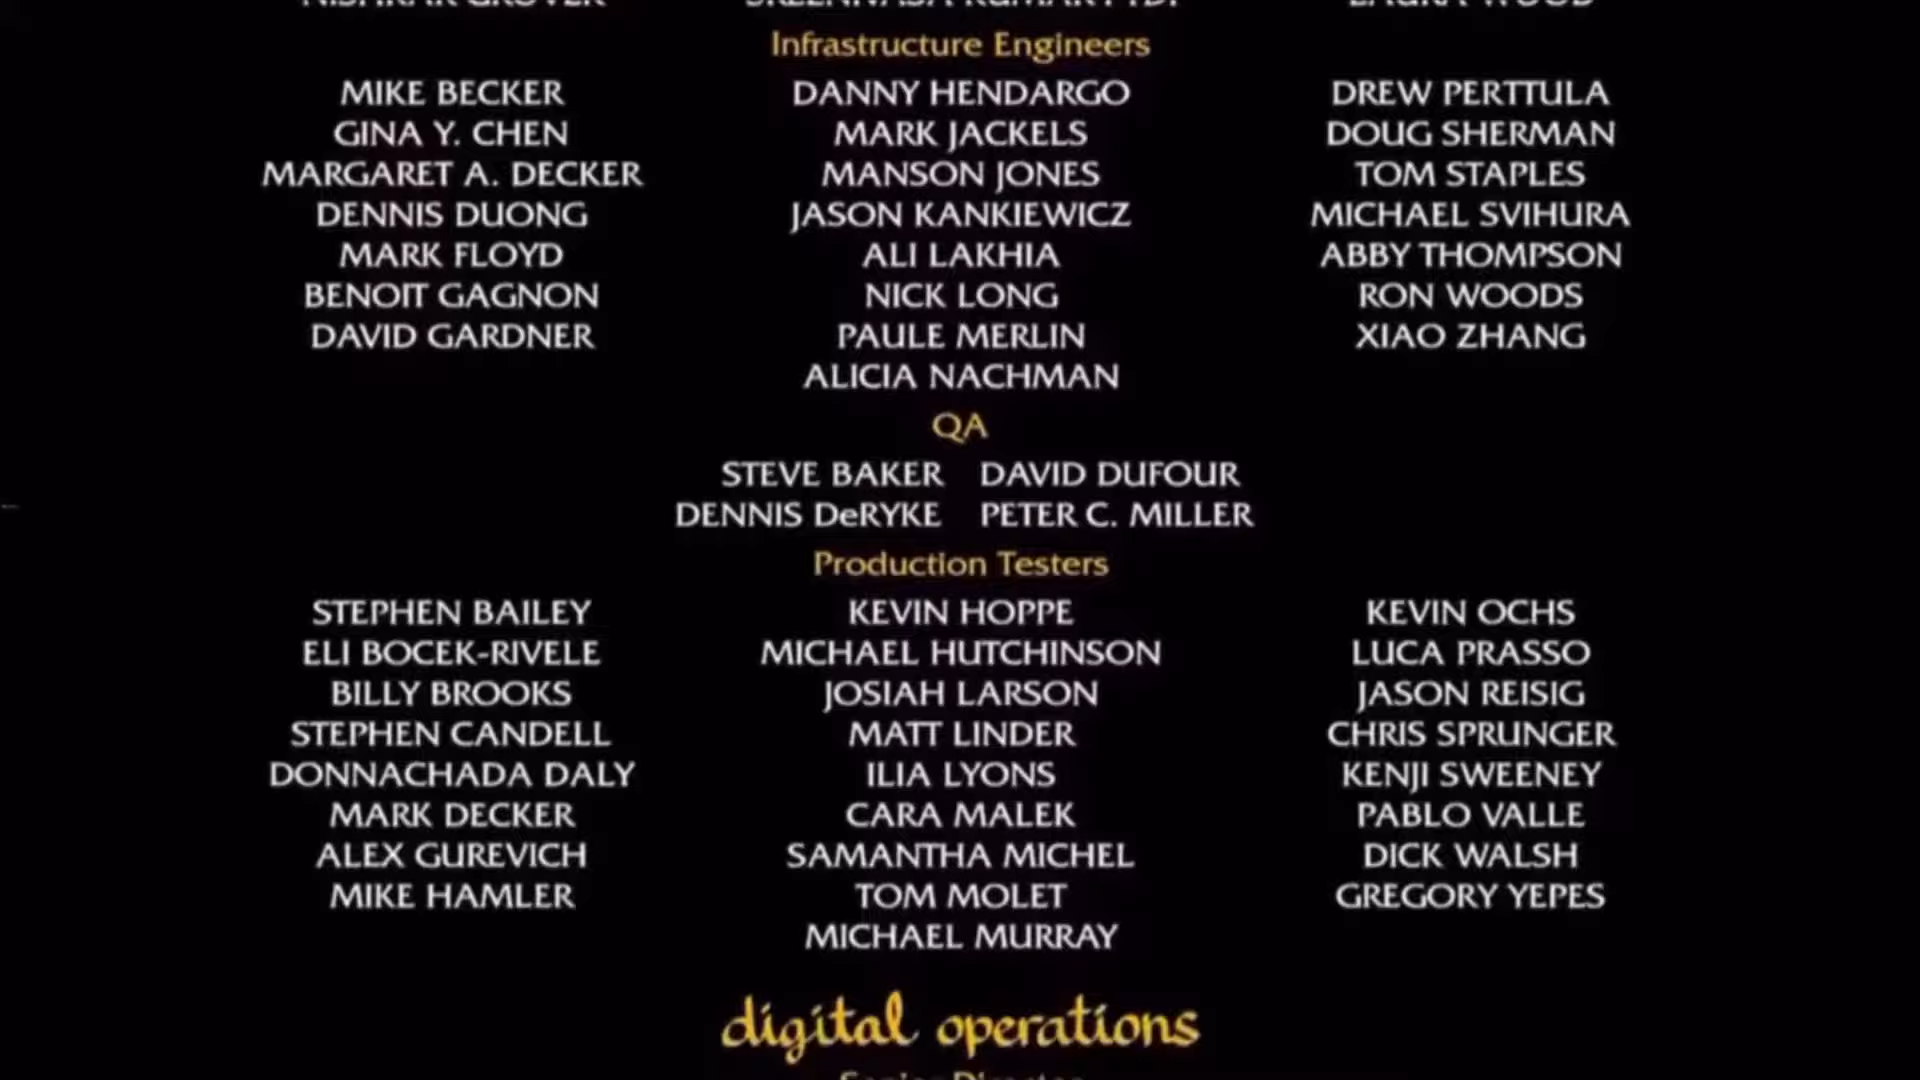 Infrastructure Engineers
MIKE BECKER DANNY HENDARGO DREW PERTTULA
GINA Y. CHEN MARK JACKELS DOUG SHERMAN
MARGARET A. DECKER MANSON JONES TOM STAPLES
DENNIS DUONG JASON KANKIEWICZ MICHAEL SVIHURA
MARK FLOYD ALI LAKHIA ABBY THOMPSON
BENOIT GAGNON NICK LONG RON WOODS
DAVID GARDNER PAULE MERLIN XIAO ZHANG
ALICIA NACHMAN
QA
STEVE BAKER DAVID DUFOUR
DENNIS DeRYKE PETER C. MILLER
Production Testers
STEPHEN BAILEY KEVIN HOPPE KEVIN OCHS
ELI BOCEK-RIVELE MICHAEL HUTCHINSON LUCA PRASSO
BILLY BROOKS JOSIAH LARSON JASON REISIG
STEPHEN CANDELL MATT LINDER CHRIS SPRUNGER
DONNACHADA DALY ILIA LYONS KENJI SWEENEY
MARK DECKER CARA MALEK PABLO VALLE
ALEX GUREVICH SAMANTHA MICHEL DICK WALSH
MIKE HAMLER TOM MOLET GREGORY YEPES
MICHAEL MURRAY
digital operations